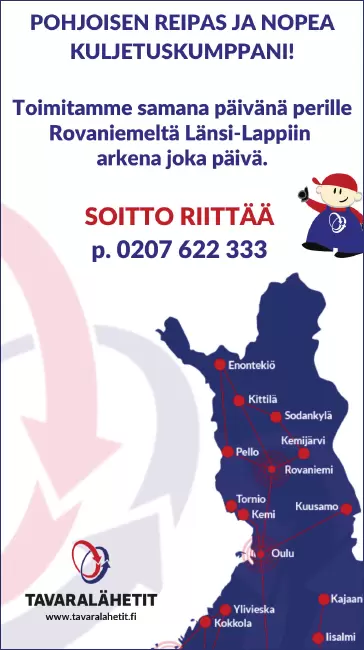 POHJOISEN REIPAS JA NOPEA
KULJETUSKUMPPANI!
Toimitamme samana päivänä perille
Rovaniemeltä Länsi-Lappiin
arkena joka päivä.
SOITTO RIITTÄÄ
p. 0207 622 333
Enontekiö
Kittilä
Sodankylä
Kemijärvi
Pello
Rovaniemi
Tornio
Kemi
Kuusamo
Oulu
Kajaan
Ylivieska
Kokkola
Iisalmi
TAVARALÄHETIT
www.tavaralahetit.fi